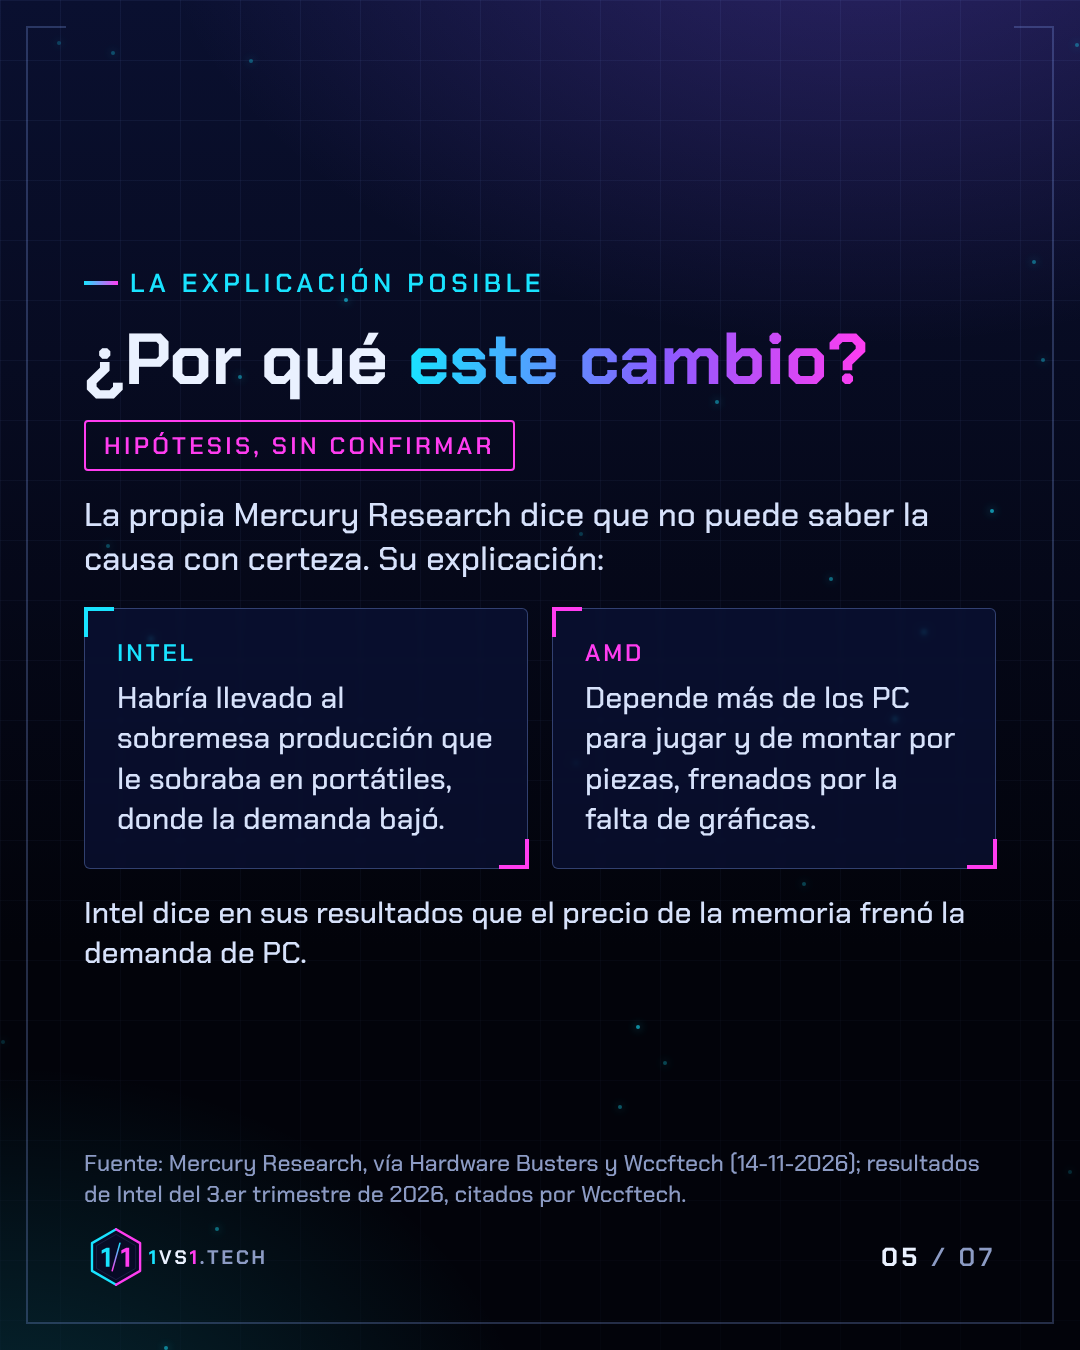 LA EXPLICACIÓN POSIBLE
¿Por qué este cambio?
HIPÓTESIS, SIN CONFIRMAR
La propia Mercury Research dice que no puede saber la
causa con certeza. Su explicación:
INTEL
Habría llevado al
sobremesa producción que
le sobraba en portátiles,
donde la demanda bajó.
AMD
Depende más de los PC
para jugar y de montar por
piezas, frenados por la
falta de gráficas.
Intel dice en sus resultados que el precio de la memoria frenó la
demanda de PC.
Fuente: Mercury Research, vía Hardware Busters y Wccftech (14-11-2026); resultados
de Intel del 3.er trimestre de 2026, citados por Wccftech.
1/1 1VS1.TECH
05 / 07